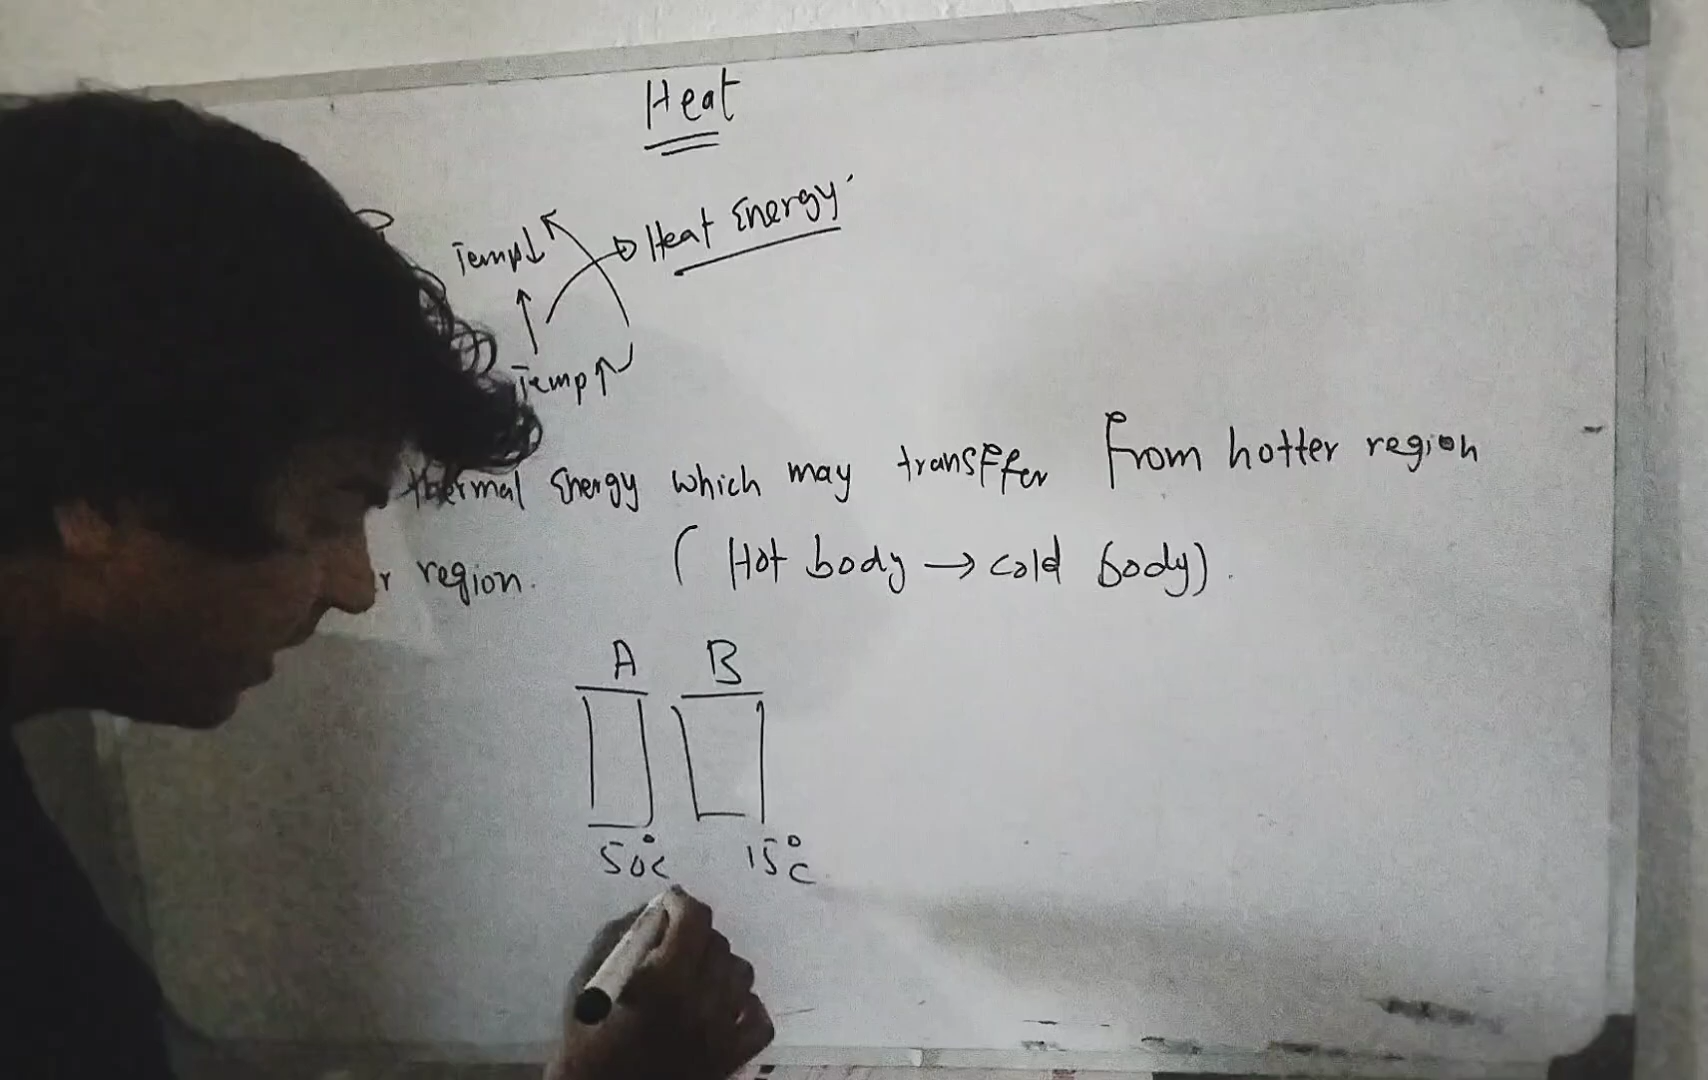 Heat
Temp↓ Heat Energy
Temp↑
thermal Energy which may transffer from hotter region
region. ( Hot body → cold body).
A B
50°c 15°c